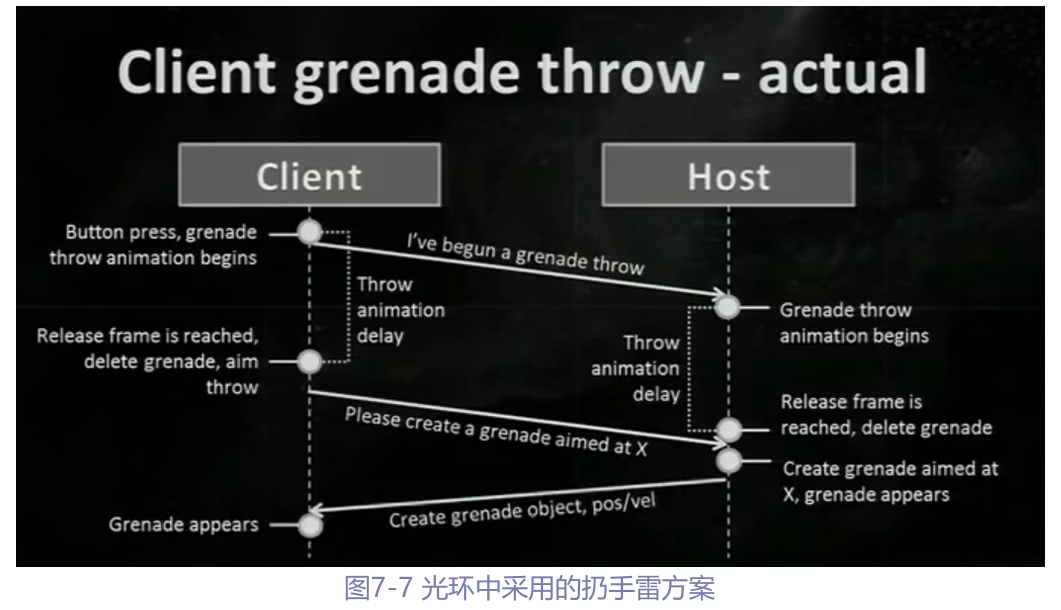 Client grenade throw - actual
Client
Host
Button press, grenade
throw animation begins
I've begun a grenade throw
Throw
animation
delay
Grenade throw
animation begins
Release frame is reached,
delete grenade, aim
throw
Throw
animation
delay
Please create a grenade aimed at X
Release frame is
reached, delete grenade
Create grenade aimed at
X, grenade appears
Create grenade object, pos/vel
Grenade appears
图7-7 光环中采用的扔手雷方案